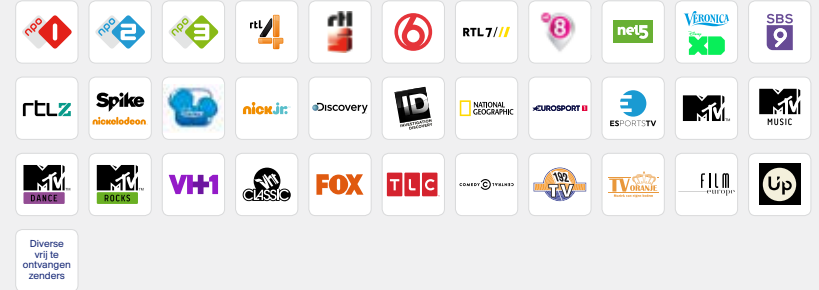 npo 1
npo 2
npo 3
rtl 4
rtl 5
6
RTL 7
8
net5
VERONICA
Disney
XD
SBS
9
rtl z
Spike
nickelodeon
nick jr.
Discovery
ID
INVESTIGATION
DISCOVERY
NATIONAL
GEOGRAPHIC
EUROSPORT 1
ESPORTSTV
MTV
MTV
MUSIC
MTV
DANCE
MTV
ROCKS
VH1
VH1
CLASSIC
FOX
TLC
COMEDY CENTRAL
192
TV
TV ORANJE
FILM
europe
Up
Diverse
vrij te
ontvangen
zenders